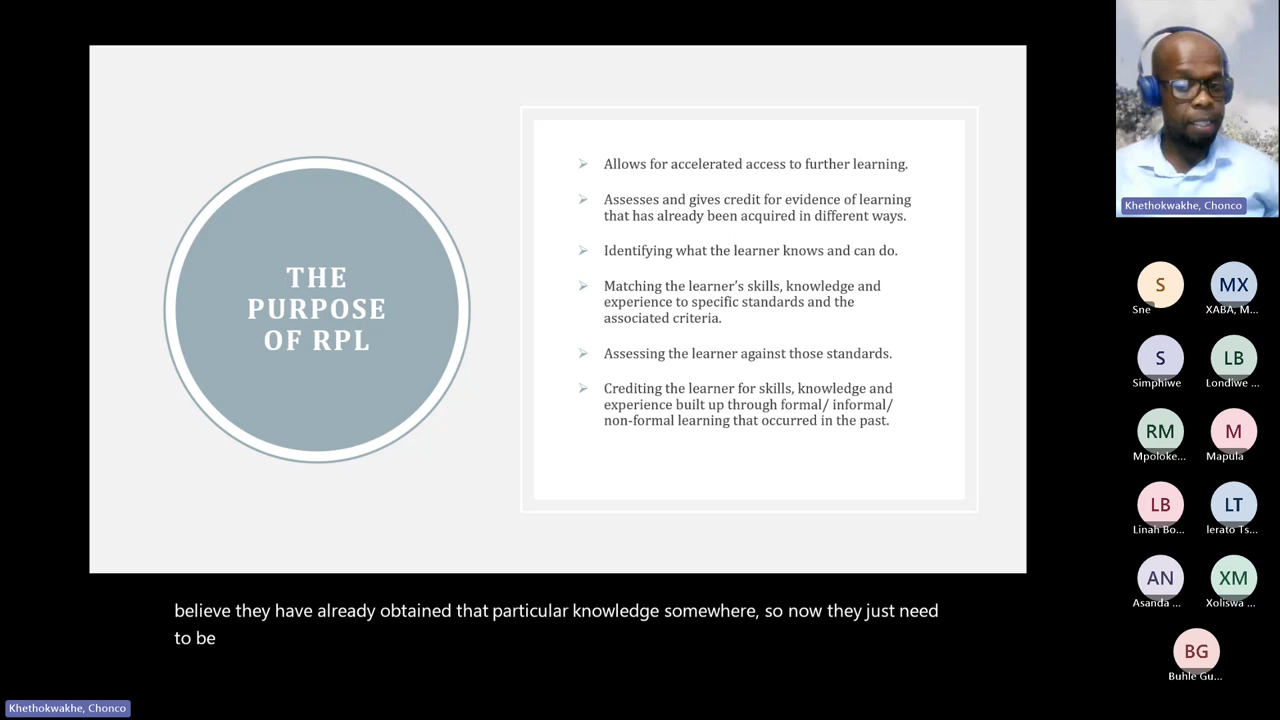 THE
PURPOSE
OF RPL
Allows for accelerated access to further learning.
Assesses and gives credit for evidence of learning
that has already been acquired in different ways.
Identifying what the learner knows and can do.
Matching the learner’s skills, knowledge and
experience to specific standards and the
associated criteria.
Assessing the learner against those standards.
Crediting the learner for skills, knowledge and
experience built up through formal/ informal/
non-formal learning that occurred in the past.
believe they have already obtained that particular knowledge somewhere, so now they just need
to be
Khethokwakhe, Chonco
Khethokwakhe, Chonco
S
Sne
MX
XABA, M...
S
Simphiwe
LB
Londiwe ...
RM
Mpoloke...
M
Mapula
LB
Linah Bo...
LT
lerato Ts...
AN
Asanda ...
XM
Xoliswa ...
BG
Buhle Gu...